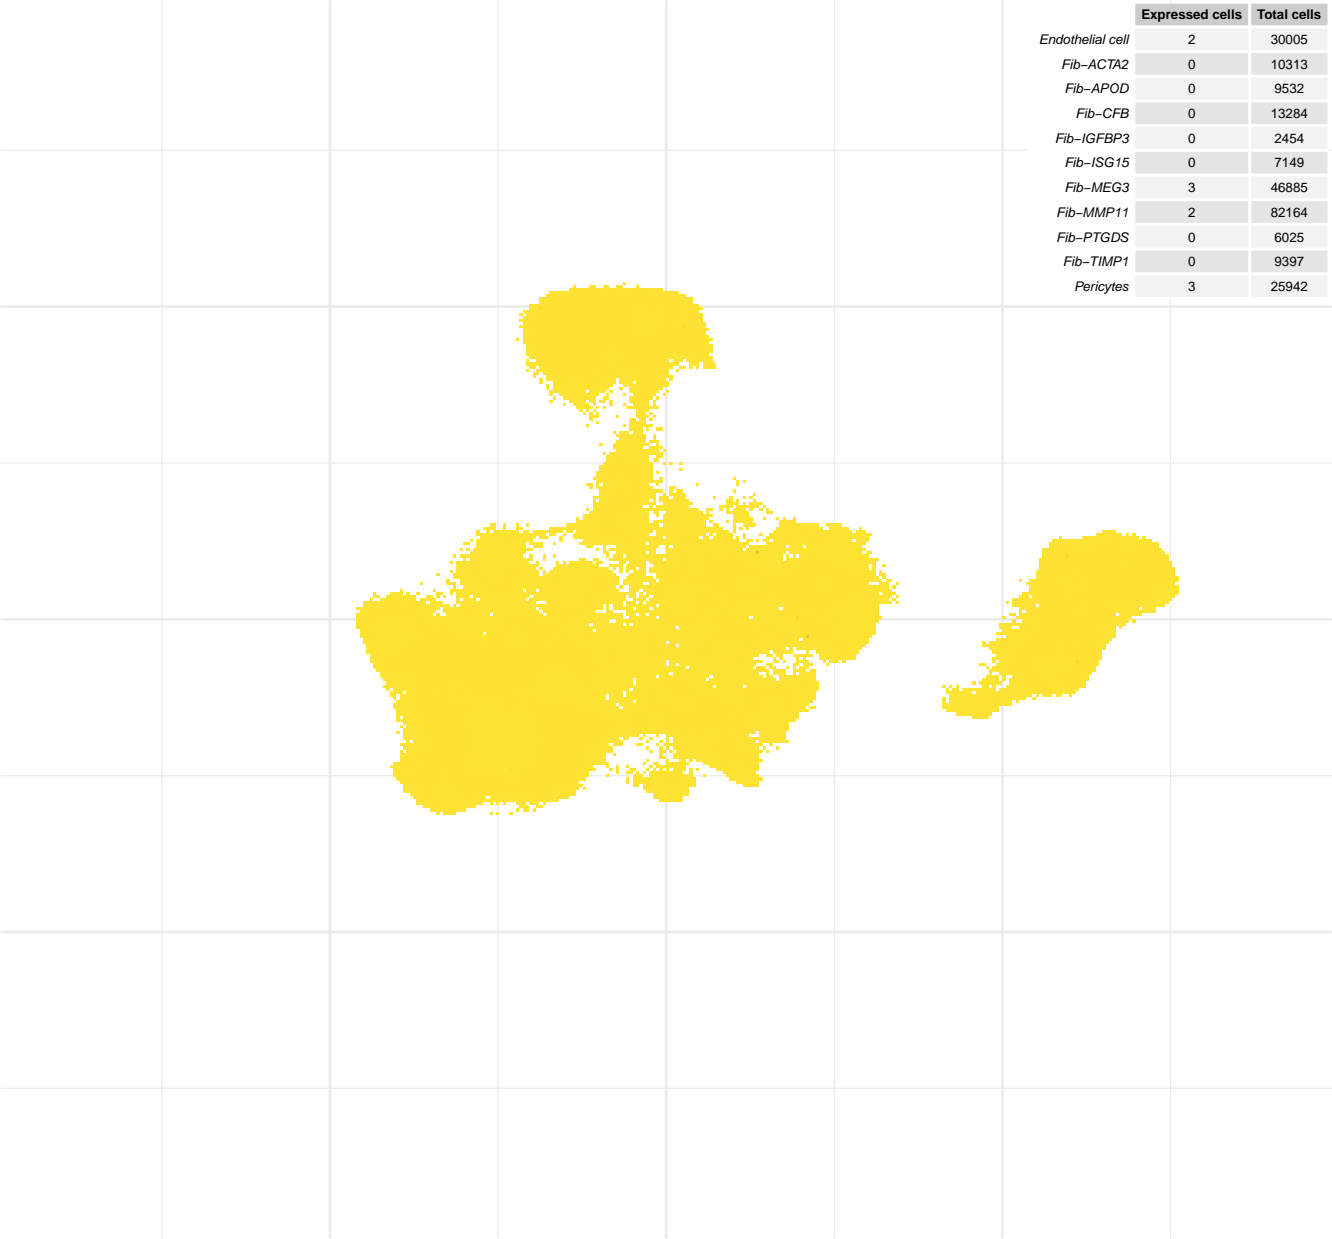 Expressed cells Total cells
Endothelial cell 2 30005
Fib−ACTA2 0 10313
Fib−APOD 0 9532
Fib−CFB 0 13284
Fib−IGFBP3 0 2454
Fib−ISG15 0 7149
Fib−MEG3 3 46885
Fib−MMP11 2 82164
Fib−PTGDS 0 6025
Fib−TIMP1 0 9397
Pericytes 3 25942